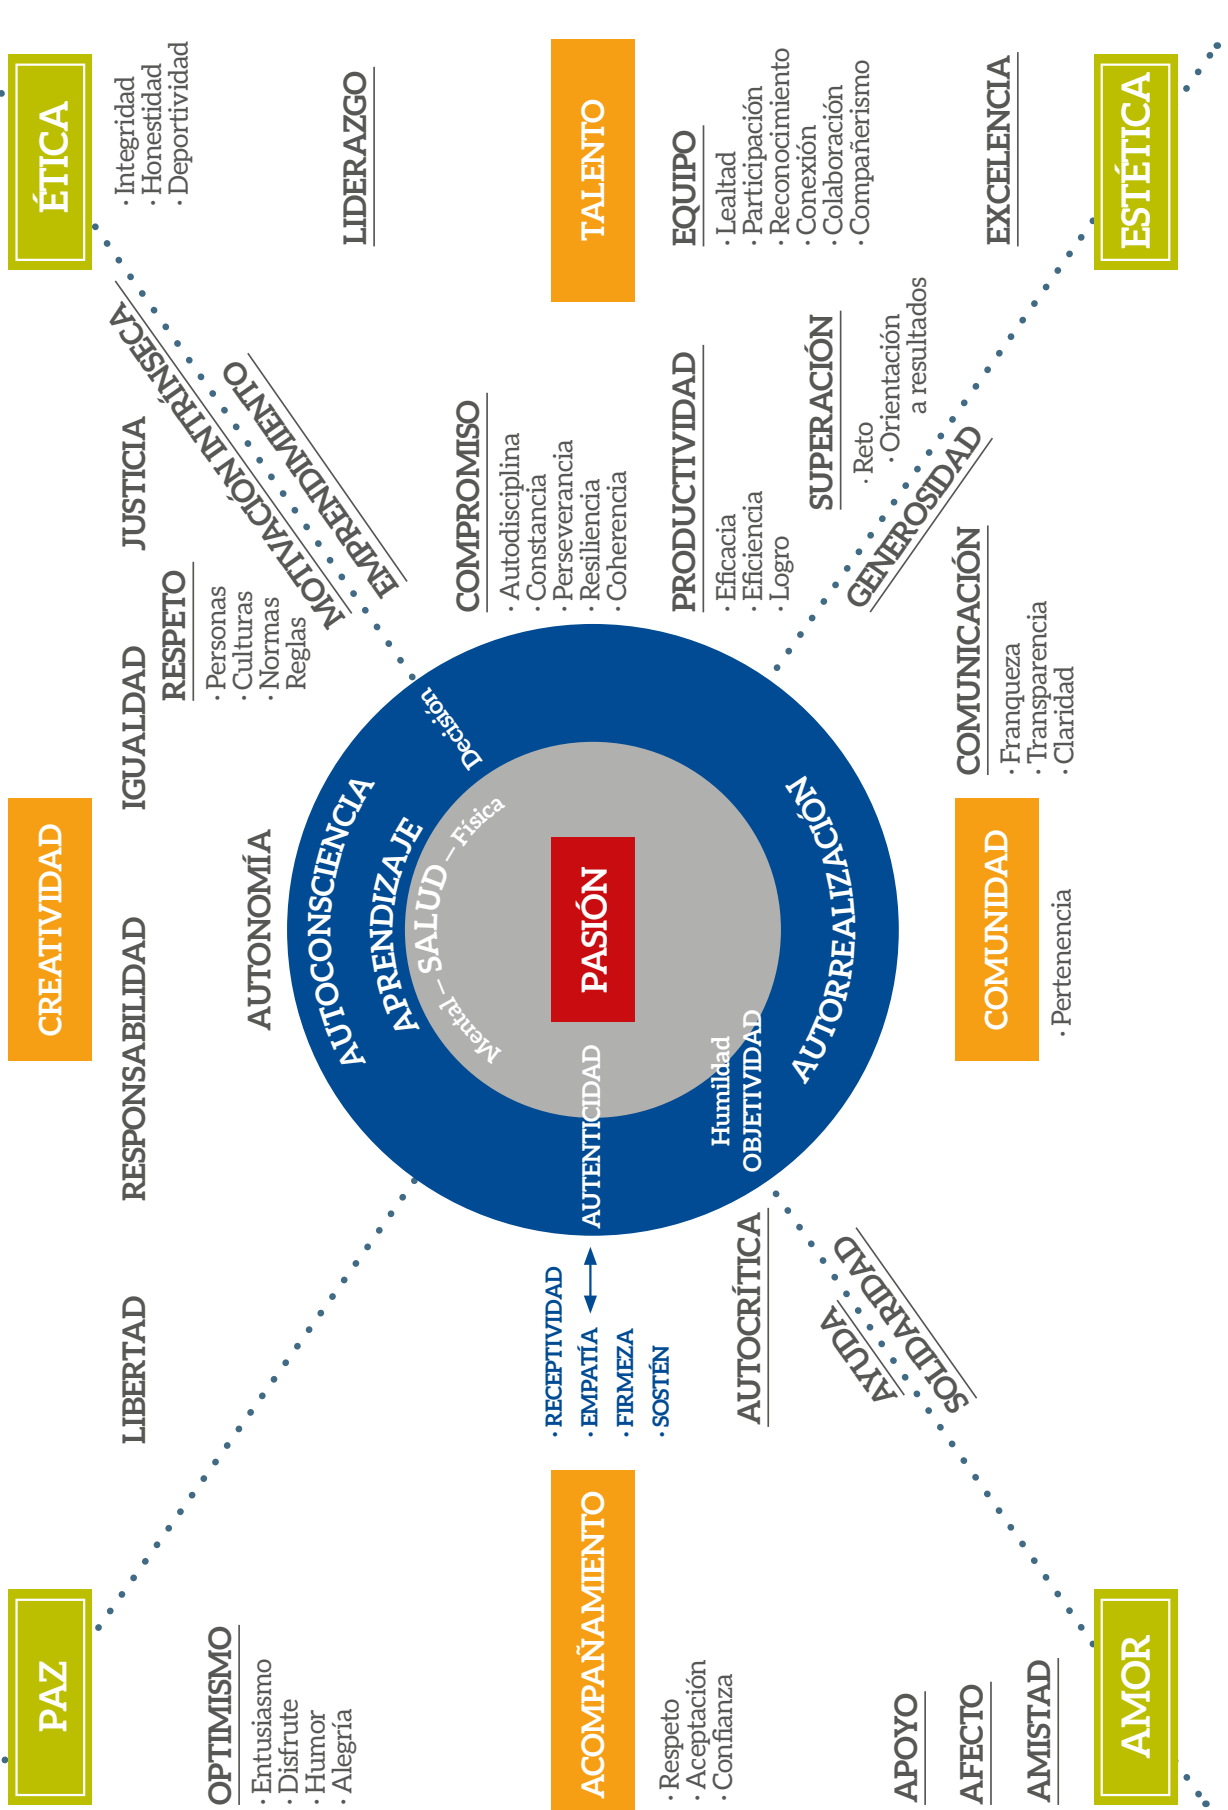 PAZ
CREATIVIDAD
ÉTICA
LIBERTAD
RESPONSABILIDAD
IGUALDAD
JUSTICIA
· Integridad
· Honestidad
· Deportividad
OPTIMISMO
· Entusiasmo
· Disfrute
· Humor
· Alegría
AUTONOMÍA
RESPETO
· Personas
· Culturas
· Normas
Reglas
MOTIVACIÓN INTRÍNSECA
EMPRENDIMIENTO
LIDERAZGO
AUTOCONSCIENCIA
APRENDIZAJE
Mental – SALUD – Física
Decisión
COMPROMISO
· Autodisciplina
· Constancia
· Perseverancia
· Resiliencia
· Coherencia
ACOMPAÑAMIENTO
· RECEPTIVIDAD
· EMPATÍA
· FIRMEZA
· SOSTÉN
AUTENTICIDAD
PASIÓN
TALENTO
· Respeto
· Aceptación
· Confianza
Humildad
OBJETIVIDAD
AUTORREALIZACIÓN
PRODUCTIVIDAD
· Eficacia
· Eficiencia
· Logro
EQUIPO
· Lealtad
· Participación
· Reconocimiento
· Conexión
· Colaboración
· Compañerismo
AUTOCRÍTICA
SUPERACIÓN
· Reto
· Orientación
a resultados
AYUDA
SOLIDARIDAD
GENEROSIDAD
APOYO
AFECTO
AMISTAD
COMUNICACIÓN
· Franqueza
· Transparencia
· Claridad
EXCELENCIA
COMUNIDAD
· Pertenencia
AMOR
ESTÉTICA